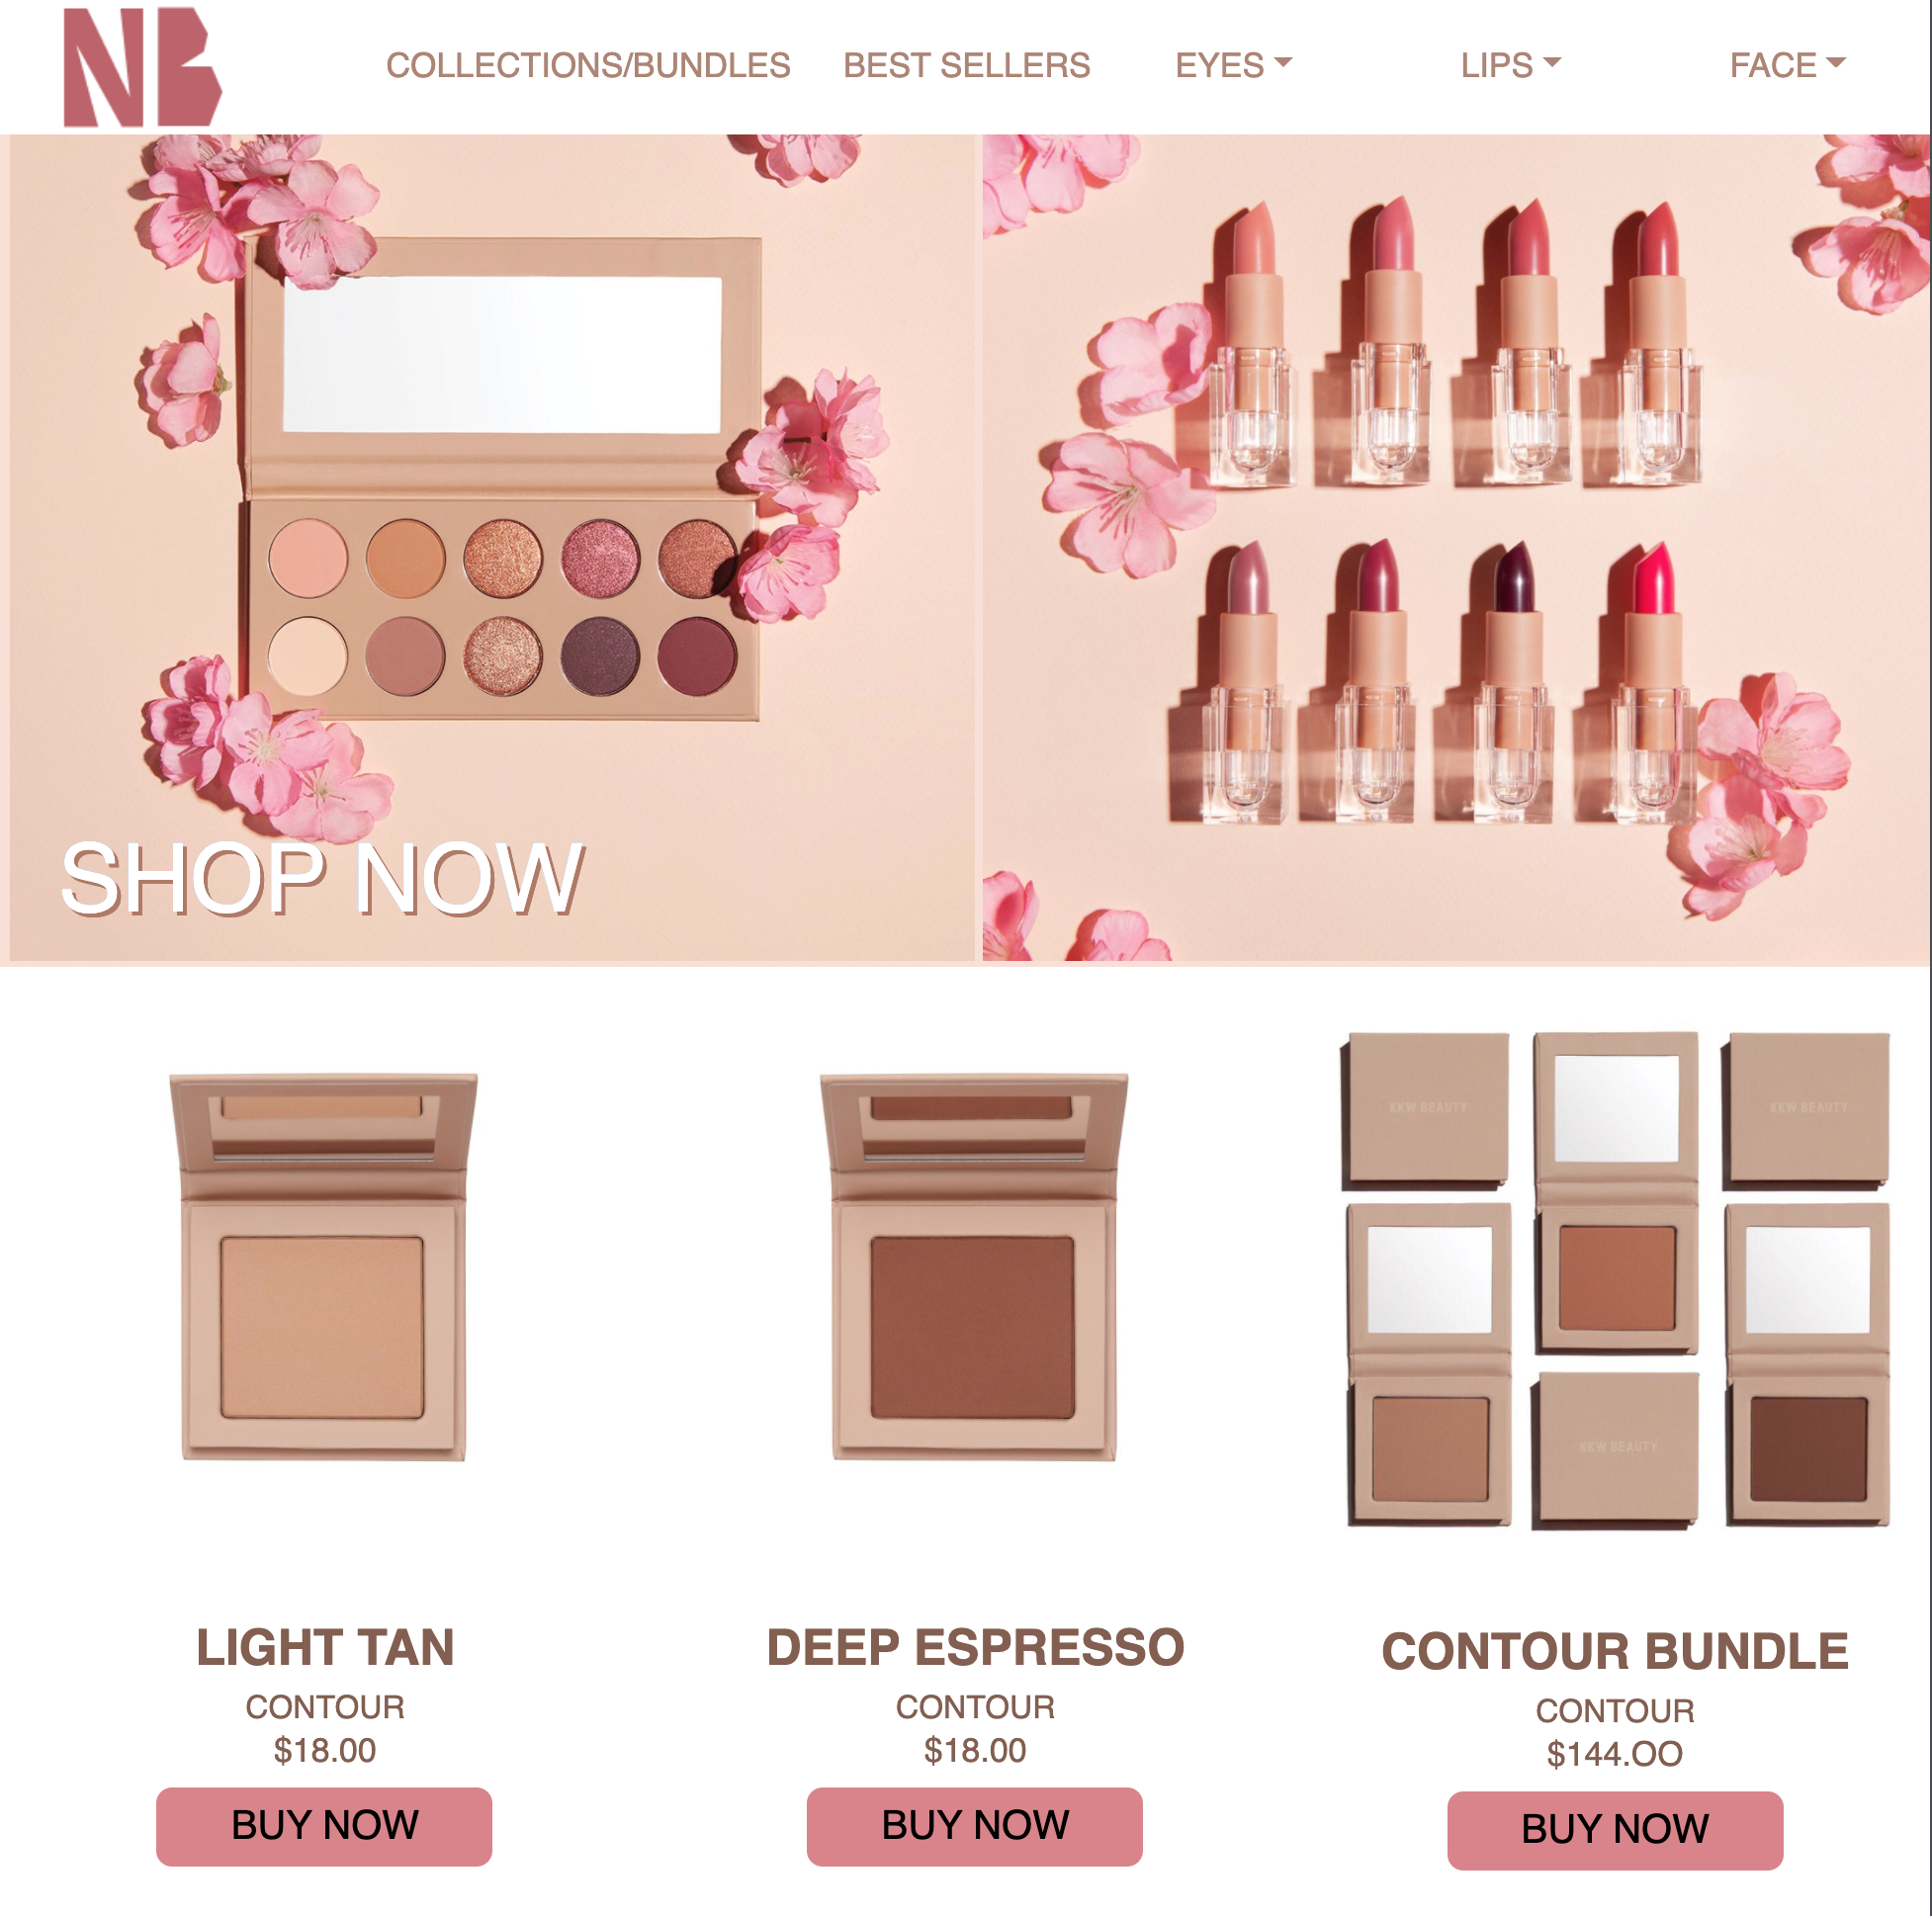 NB
COLLECTIONS/BUNDLES BEST SELLERS EYES LIPS FACE
SHOP NOW
KKW BEAUTY KKW BEAUTY
KKW BEAUTY
LIGHT TAN DEEP ESPRESSO CONTOUR BUNDLE
CONTOUR CONTOUR CONTOUR
$18.00 $18.00 $144.OO
BUY NOW BUY NOW BUY NOW